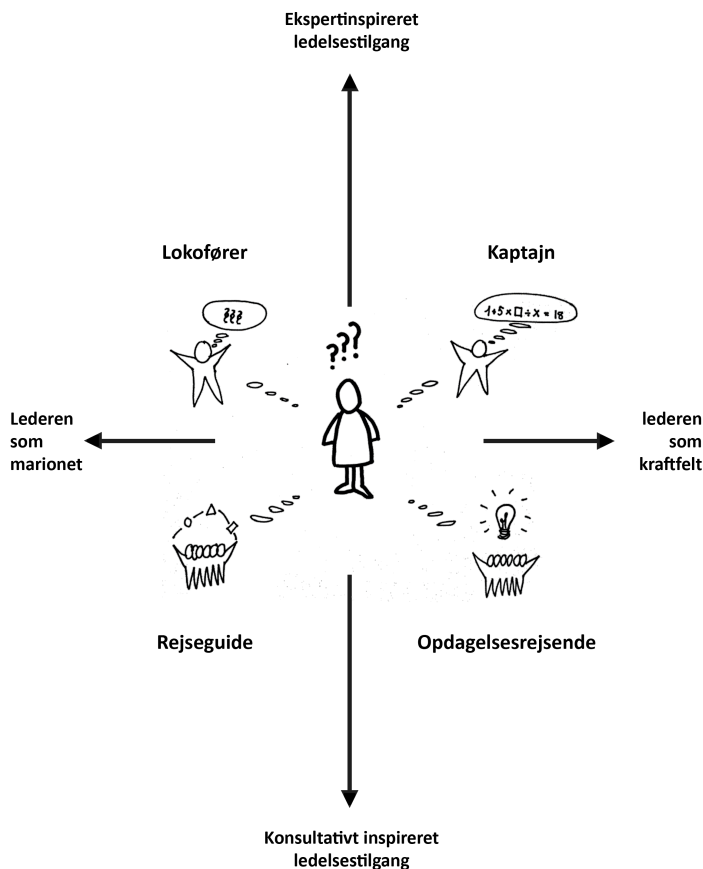 Ekspertinspireret
ledelsestilgang
Lokofører
Kaptajn
1+5×□÷x=18
???
Lederen
som
marionet
lederen
som
kraftfelt
Rejseguide
Opdagelsesrejsende
Konsultativt inspireret
ledelsestilgang